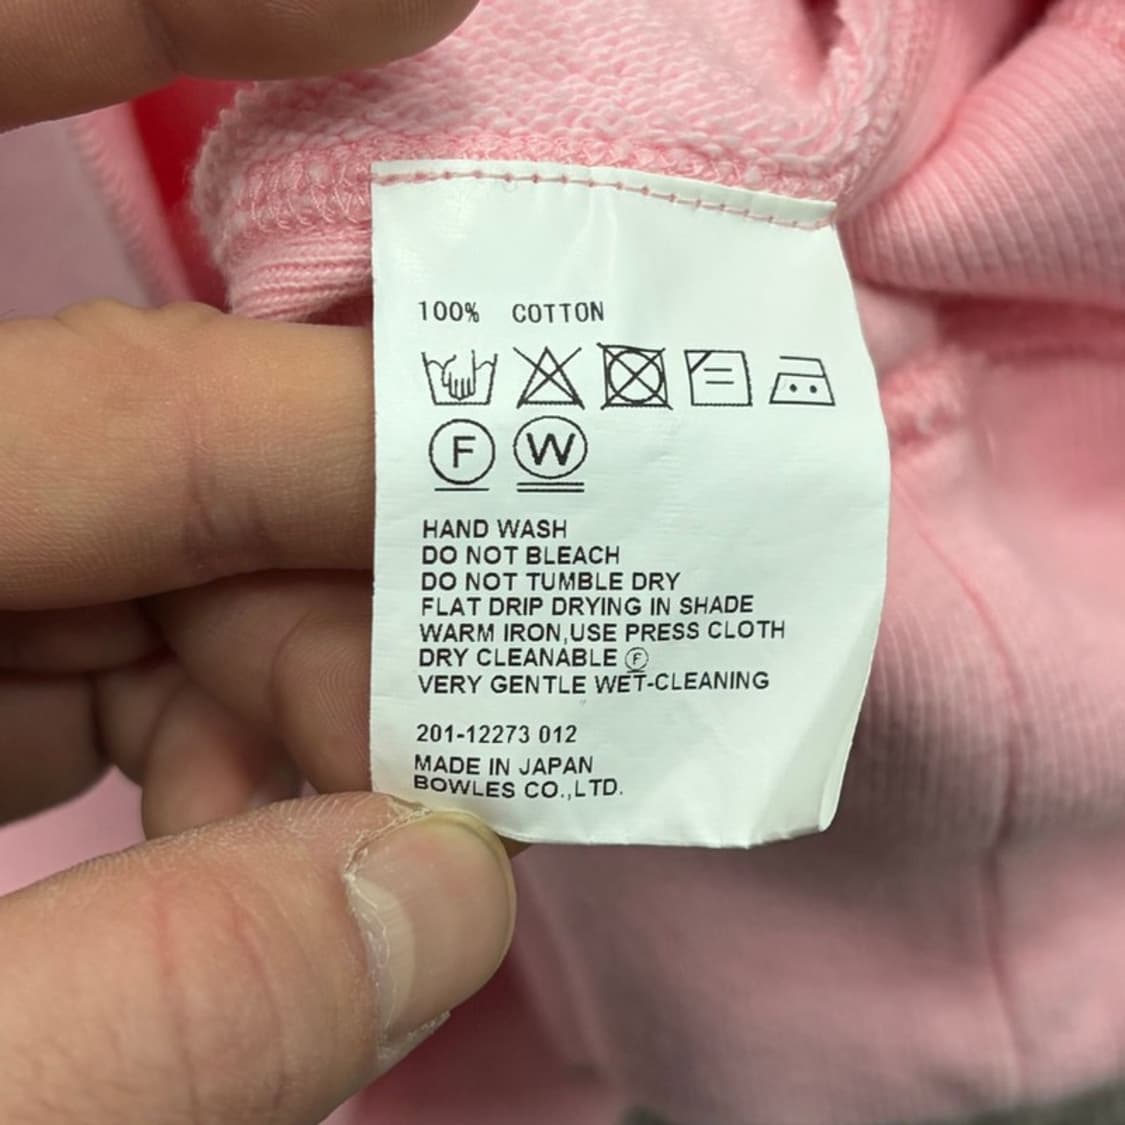 100% COTTON
F W
HAND WASH
DO NOT BLEACH
DO NOT TUMBLE DRY
FLAT DRIP DRYING IN SHADE
WARM IRON,USE PRESS CLOTH
DRY CLEANABLE Ⓕ
VERY GENTLE WET-CLEANING
201-12273 012
MADE IN JAPAN
BOWLES CO.,LTD.